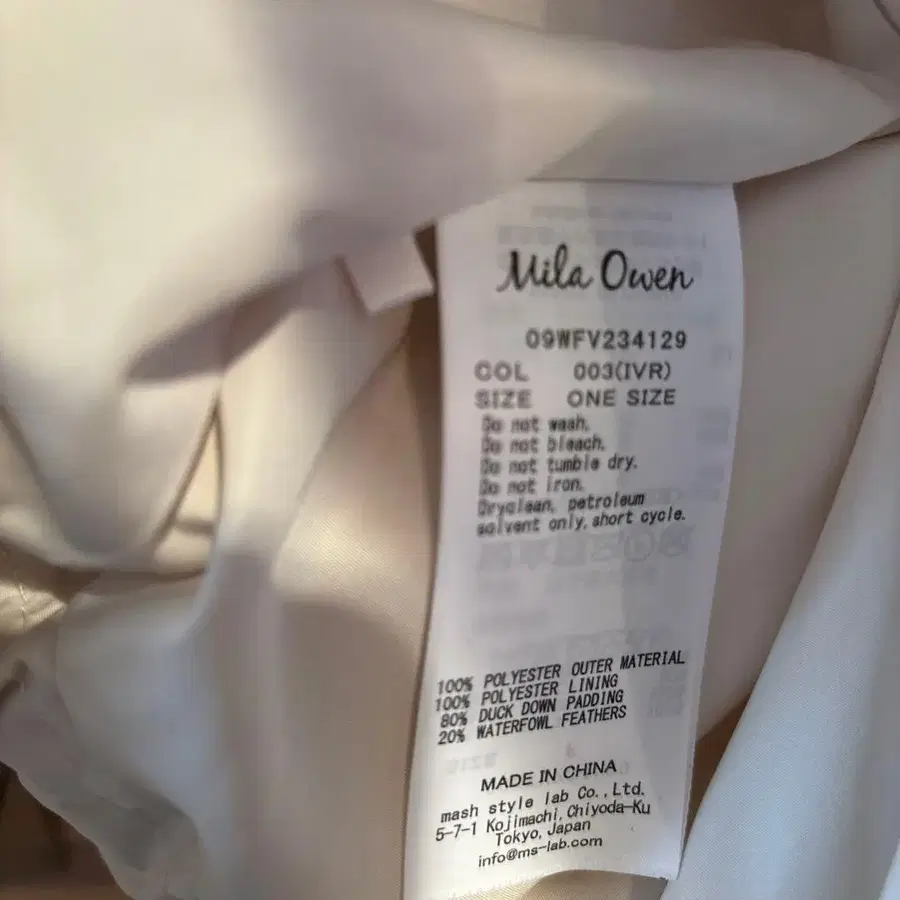 Mila Owen
09WFV234129
COL 003(IVR)
SIZE ONE SIZE
Do not wash.
Do not bleach.
Do not tumble dry.
Do not iron.
Dryclean, petroleum
solvent only, short cycle.
100% POLYESTER OUTER MATERIAL
100% POLYESTER LINING
80% DUCK DOWN PADDING
20% WATERFOWL FEATHERS
MADE IN CHINA
mash style lab Co.,Ltd.
5-7-1 Kojimachi,Chiyoda-Ku
Tokyo,Japan
info@ms-lab.com